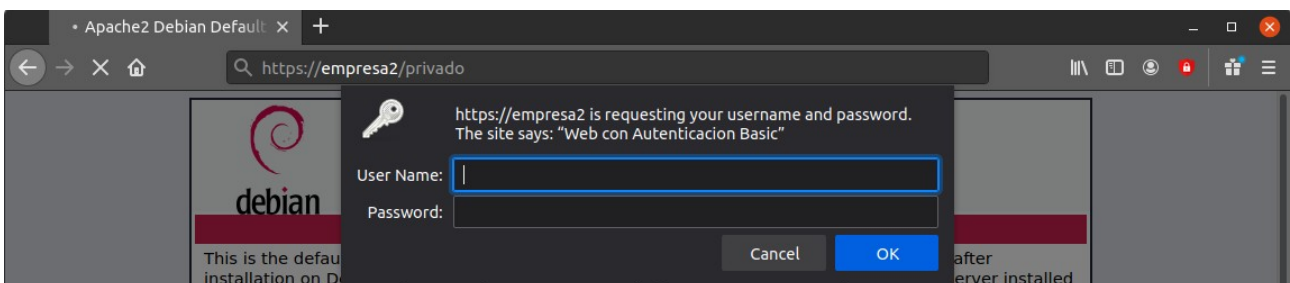 • Apache2 Debian Default
https://empresa2/privado
https://empresa2 is requesting your username and password.
The site says: “Web con Autenticacion Basic”
User Name:
Password:
Cancel OK
debian
This is the defau after
installation on D erver installed